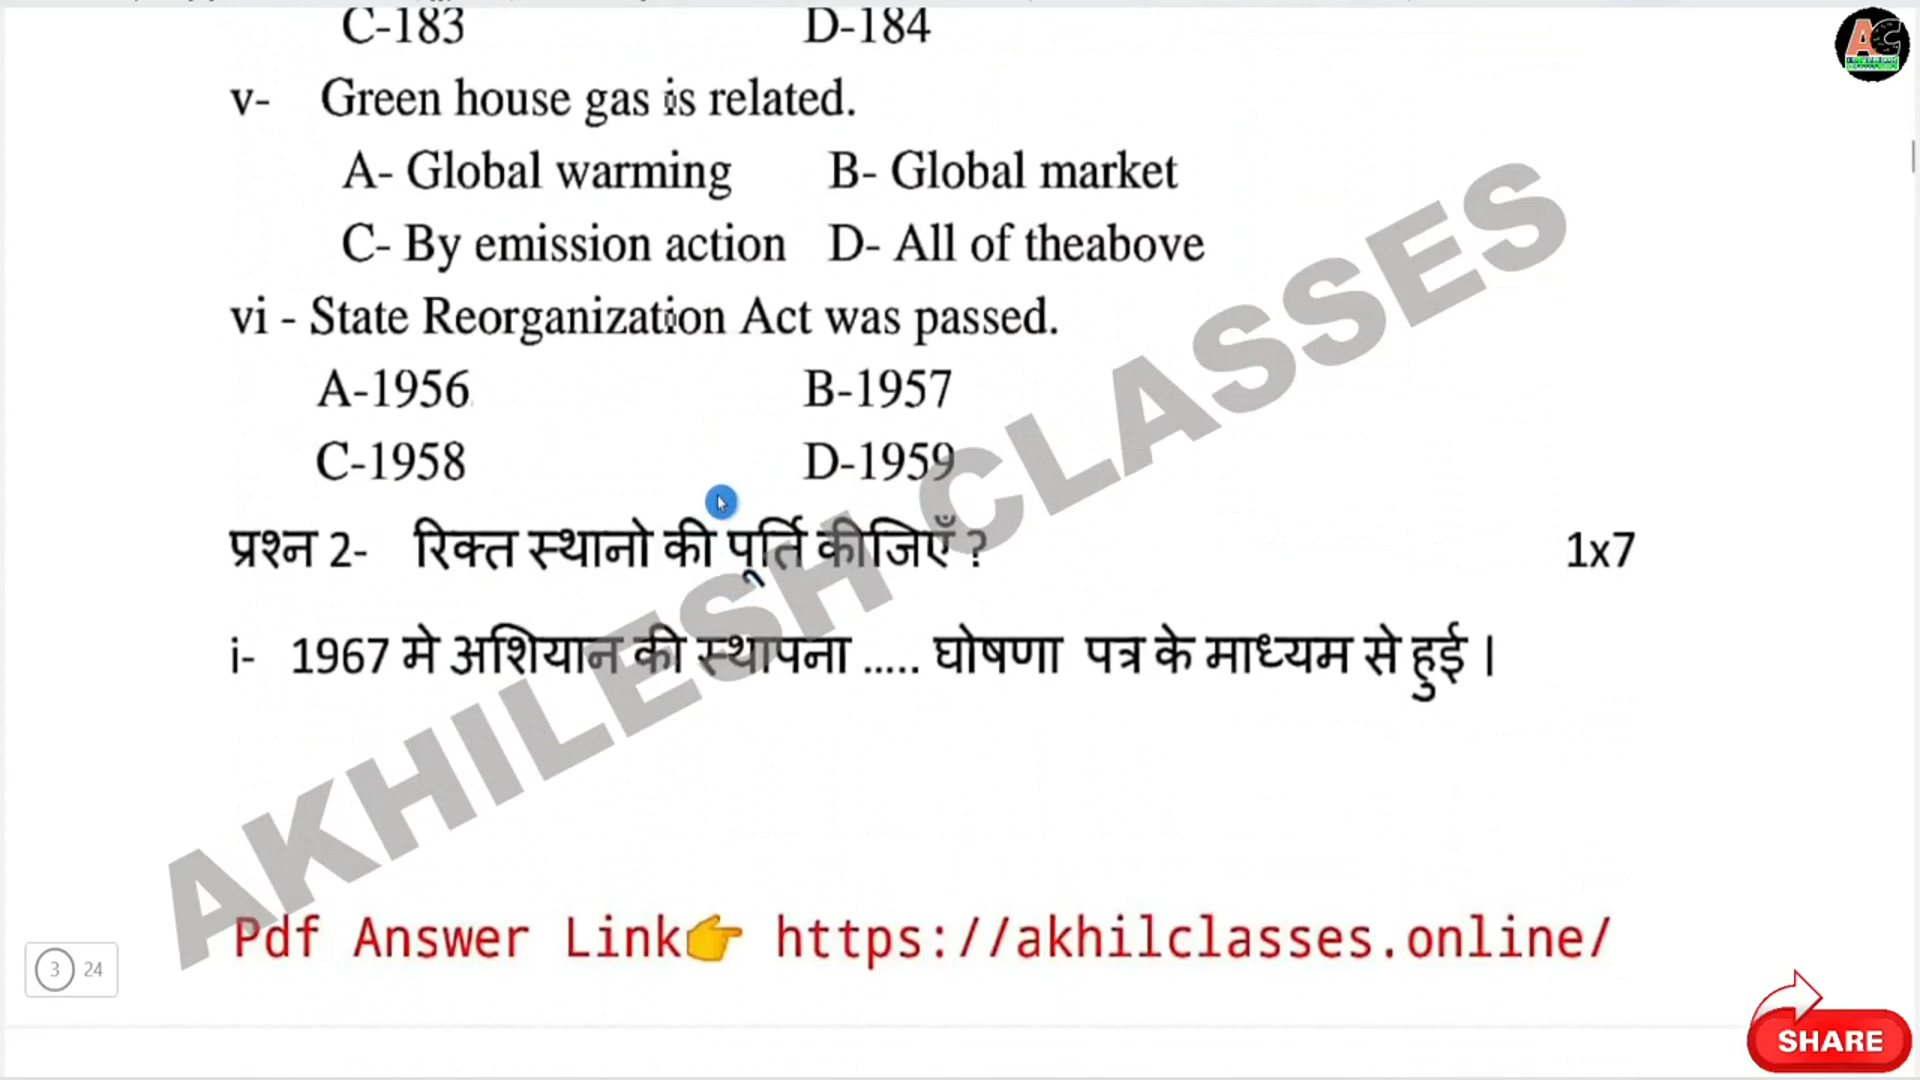 C-183 D-184
v- Green house gas is related.
A- Global warming B- Global market
C- By emission action D- All of theabove
vi - State Reorganization Act was passed.
A-1956 B-1957
C-1958 D-1959
प्रश्न 2- रिक्त स्थानो की पूर्ति कीजिएँ ? 1x7
i- 1967 मे अशियान की स्थापना ..... घोषणा पत्र के माध्यम से हुई ।
AKHILESH CLASSES
Pdf Answer Link👉 https://akhilclasses.online/
3 24
AC
SHARE